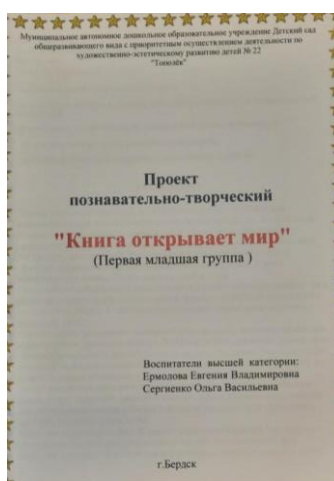 Муниципальное автономное дошкольное образовательное учреждение Детский сад
общеразвивающего вида с приоритетным осуществлением деятельности по
художественно-эстетическому развитию детей № 22
"Тополёк"
Проект
познавательно-творческий
"Книга открывает мир"
(Первая младшая группа )
Воспитатели высшей категории:
Ермолова Евгения Владимировна
Сергиенко Ольга Васильевна
г.Бердск